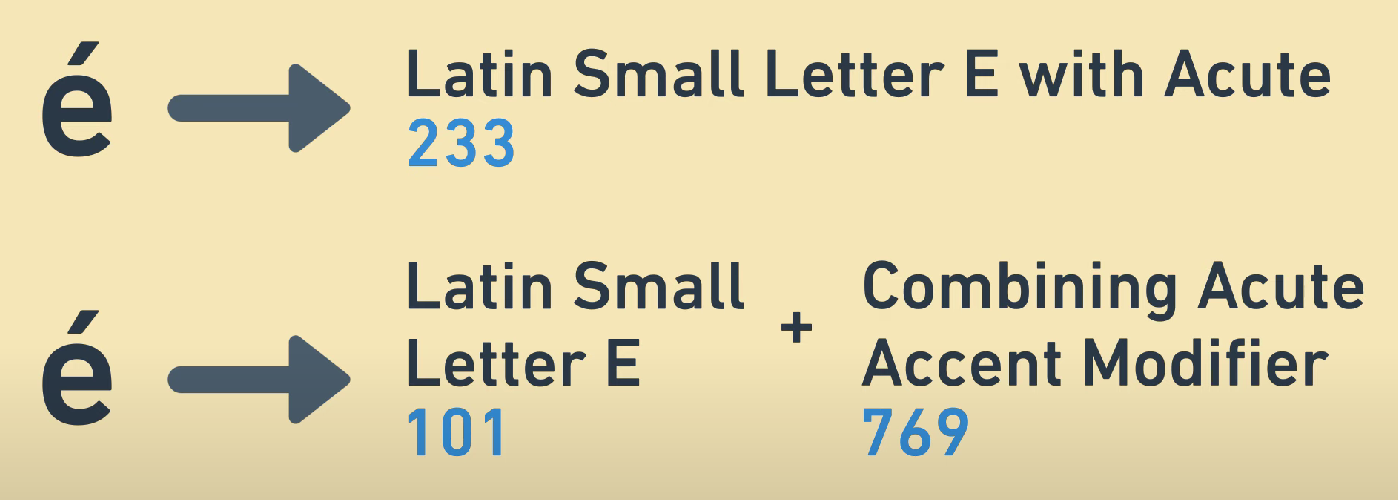 é Latin Small Letter E with Acute
233
é Latin Small Letter E
101
+
Combining Acute Accent Modifier
769